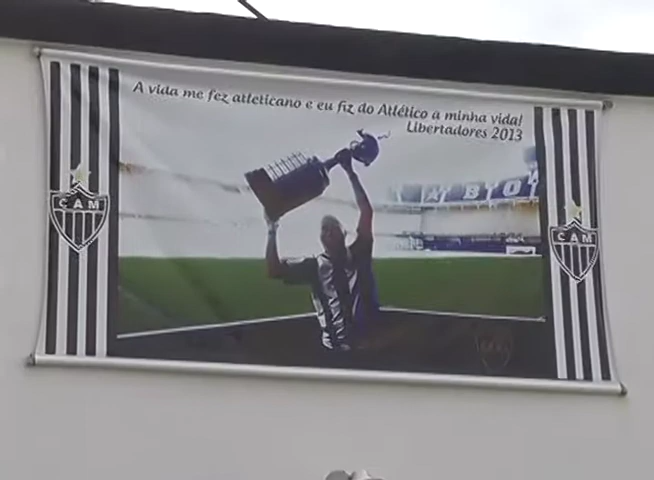 A vida me fez atleticano e eu fiz do Atlético a minha vida!
Libertadores 2013
CAM
CAM